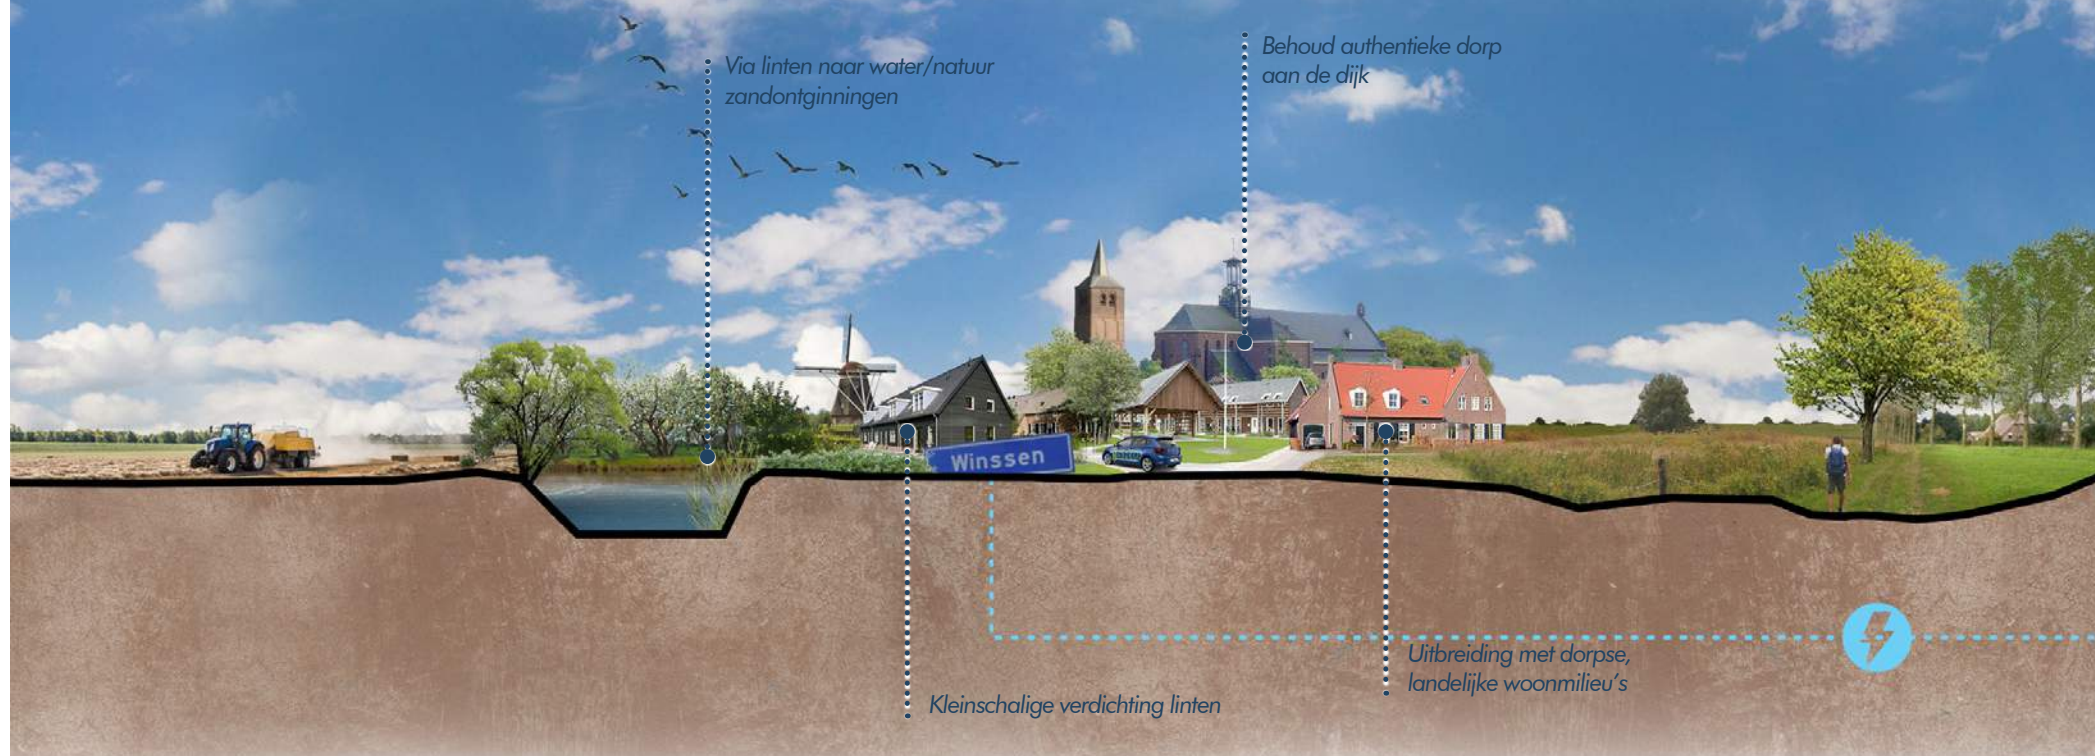 Via linten naar water/natuur
zandontginningen
Behoud authentieke dorp
aan de dijk
Winssen
Uitbreiding met dorpse,
landelijke woonmilieu's
Kleinschalige verdichting linten